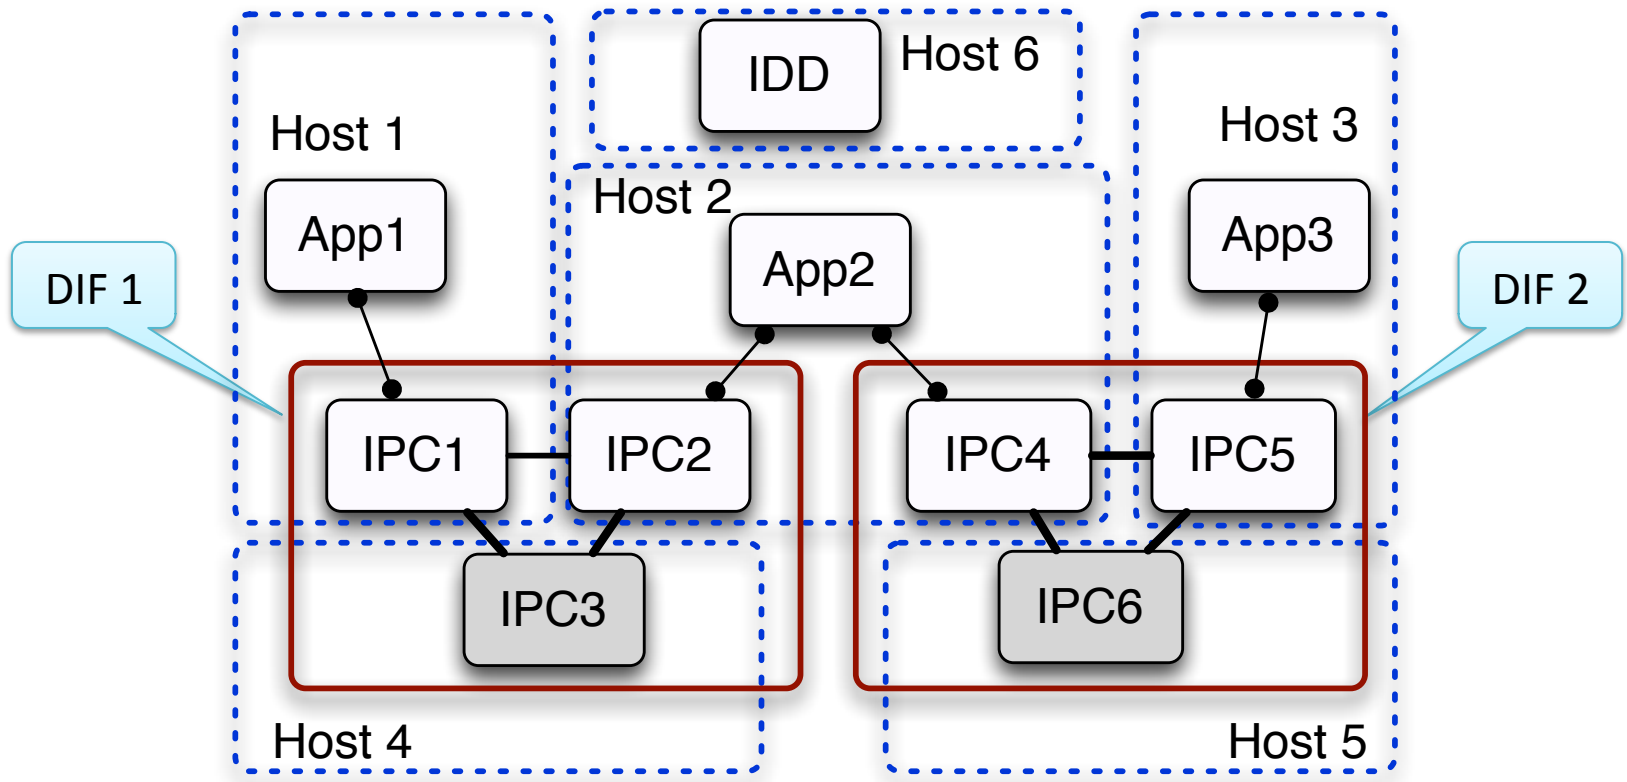 IDD
Host 6
Host 1
Host 3
Host 2
App1
App2
App3
DIF 1
DIF 2
IPC1
IPC2
IPC4
IPC5
IPC3
IPC6
Host 4
Host 5